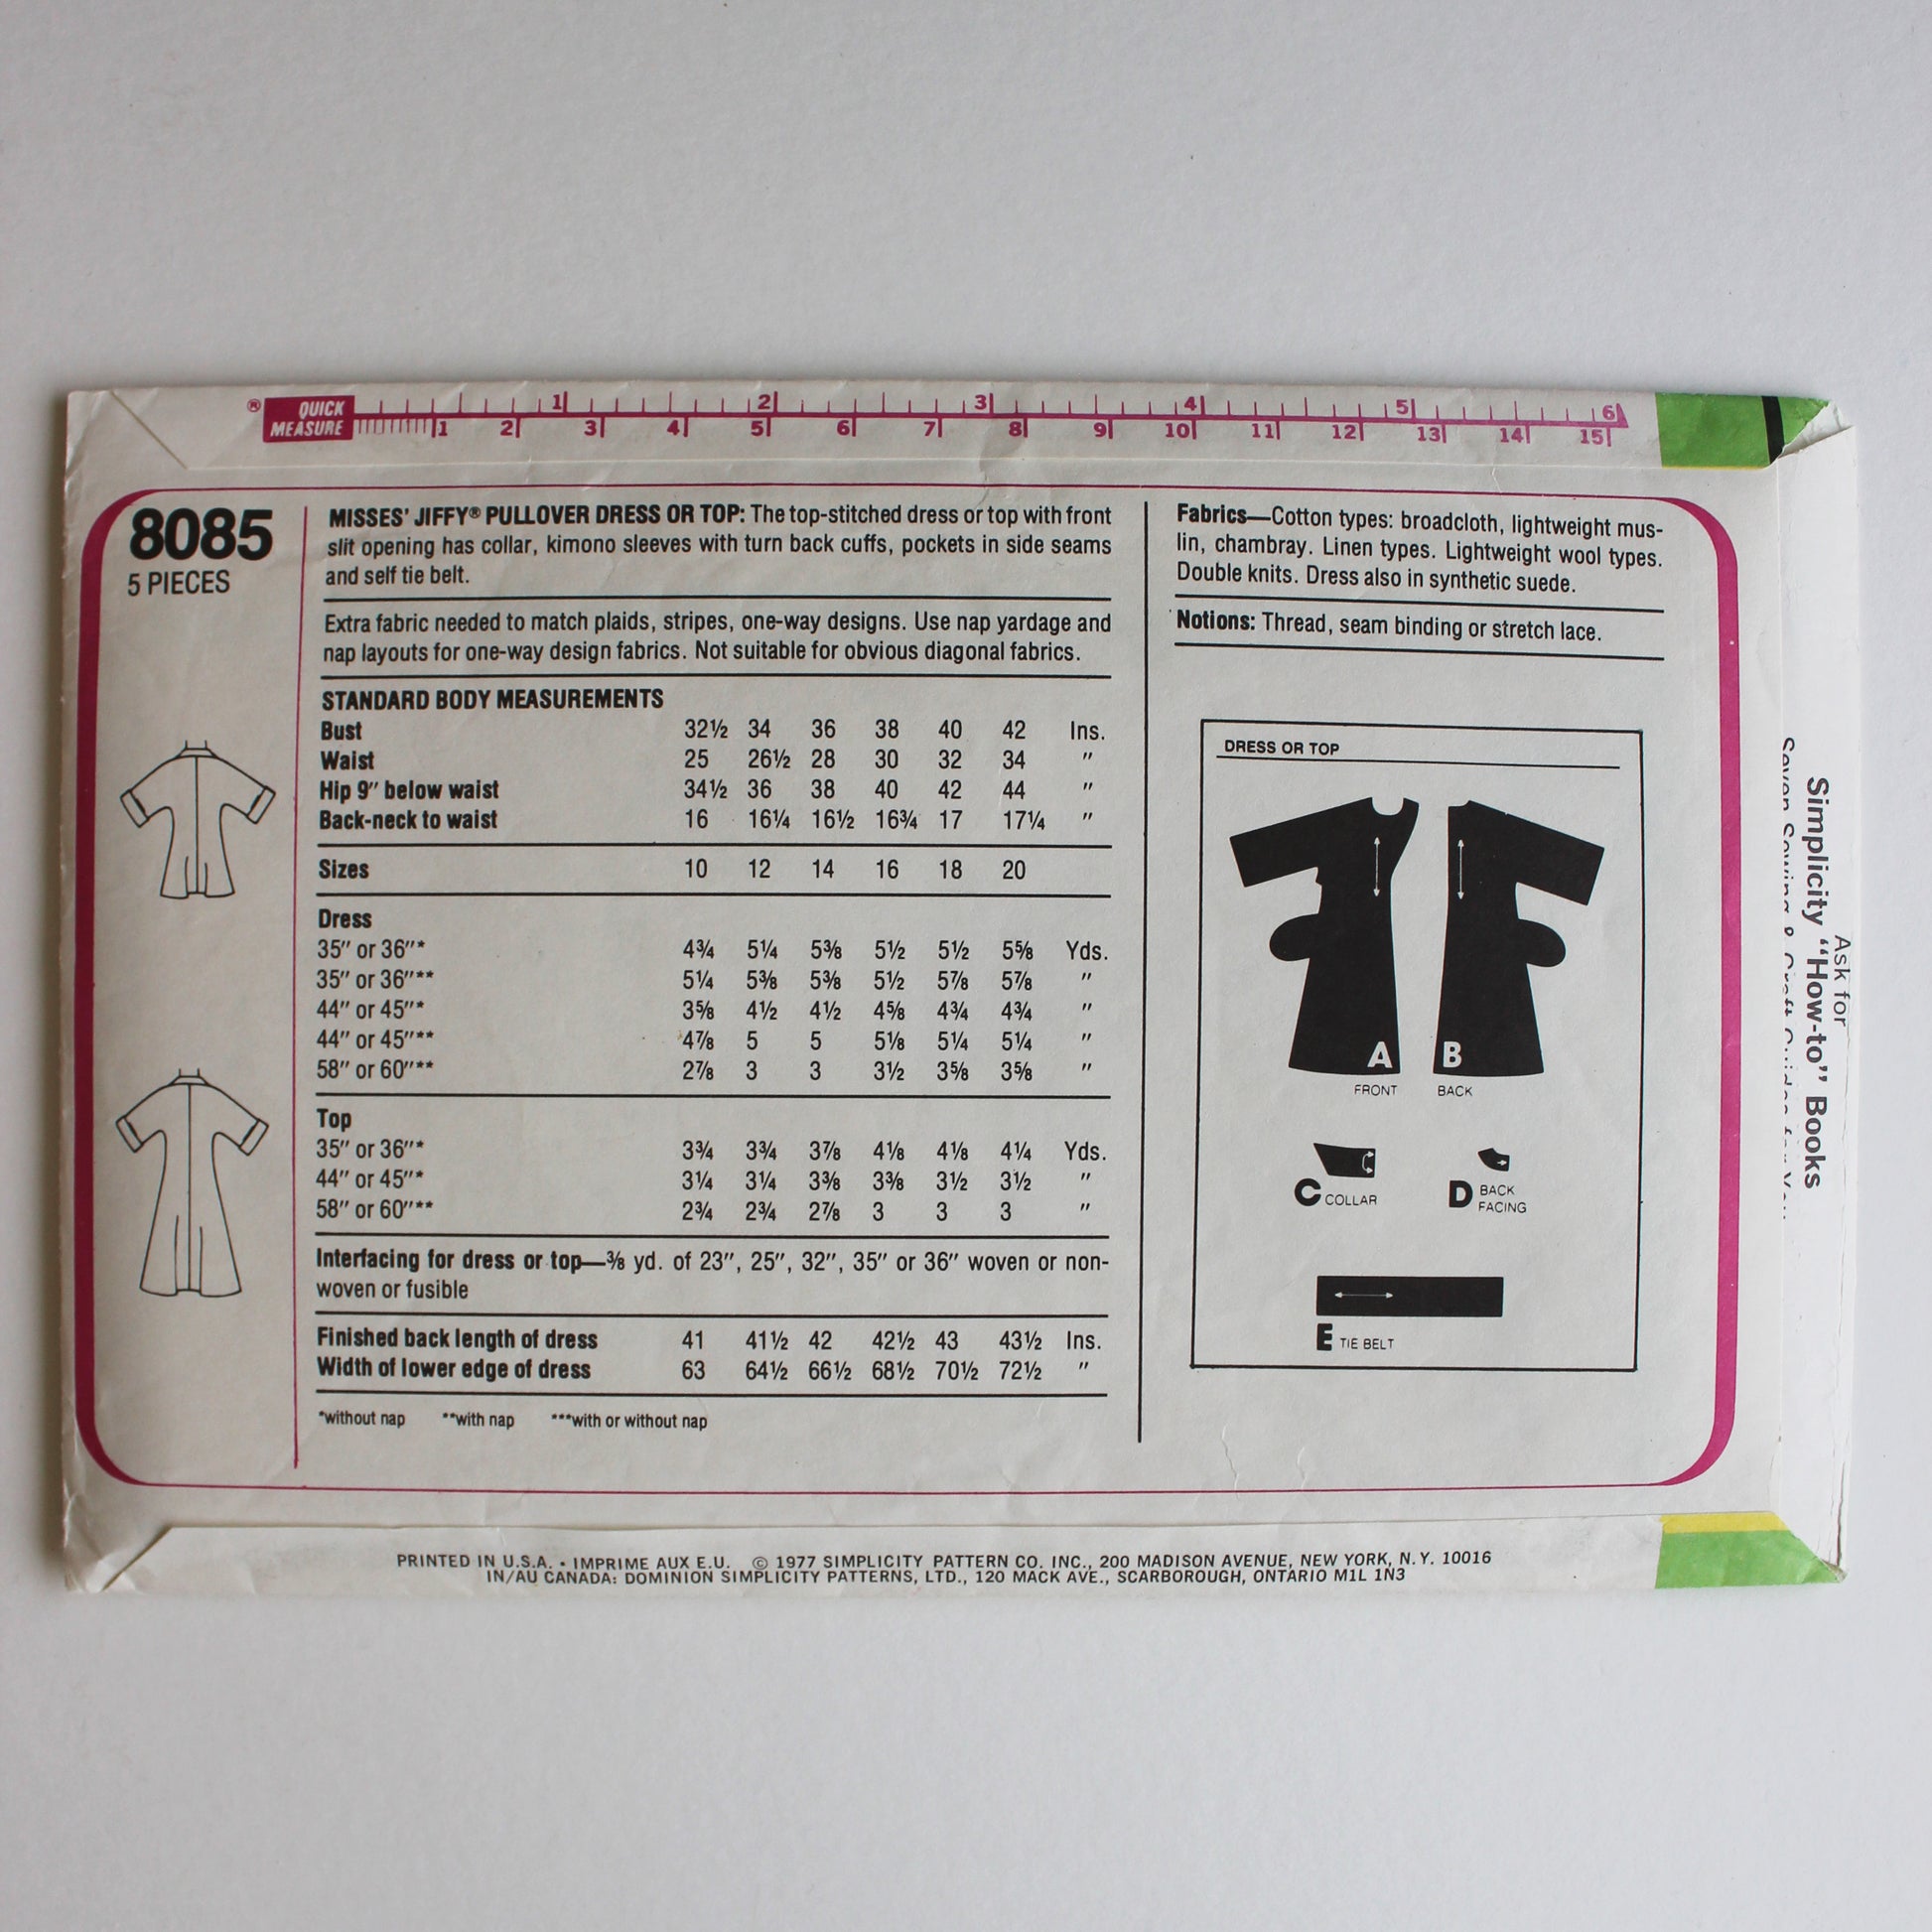 ® QUICK MEASURE
1 2 3 4 5 6
1 2 3 4 5 6 7 8 9 10 11 12 13 14 15
8085
5 PIECES
MISSES' JIFFY® PULLOVER DRESS OR TOP: The top-stitched dress or top with front
slit opening has collar, kimono sleeves with turn back cuffs, pockets in side seams
and self tie belt.
Extra fabric needed to match plaids, stripes, one-way designs. Use nap yardage and
nap layouts for one-way design fabrics. Not suitable for obvious diagonal fabrics.
STANDARD BODY MEASUREMENTS
Bust 32½ 34 36 38 40 42 Ins.
Waist 25 26½ 28 30 32 34 ″
Hip 9″ below waist 34½ 36 38 40 42 44 ″
Back-neck to waist 16 16¼ 16½ 16¾ 17 17¼ ″
Sizes 10 12 14 16 18 20
Dress
35″ or 36″* 4¾ 5¼ 5⅜ 5½ 5½ 5⅝ Yds.
35″ or 36″** 5¼ 5⅜ 5⅜ 5½ 5⅞ 5⅞ ″
44″ or 45″* 3⅝ 4½ 4½ 4⅝ 4¾ 4¾ ″
44″ or 45″** 4⅞ 5 5 5⅛ 5¼ 5¼ ″
58″ or 60″** 2⅞ 3 3 3½ 3⅝ 3⅝ ″
Top
35″ or 36″* 3¾ 3¾ 3⅞ 4⅛ 4⅛ 4¼ Yds.
44″ or 45″* 3¼ 3¼ 3⅜ 3⅜ 3½ 3½ ″
58″ or 60″** 2¾ 2¾ 2⅞ 3 3 3 ″
Interfacing for dress or top—⅜ yd. of 23″, 25″, 32″, 35″ or 36″ woven or non-
woven or fusible
Finished back length of dress 41 41½ 42 42½ 43 43½ Ins.
Width of lower edge of dress 63 64½ 66½ 68½ 70½ 72½ ″
*without nap **with nap ***with or without nap
Fabrics—Cotton types: broadcloth, lightweight mus-
lin, chambray. Linen types. Lightweight wool types.
Double knits. Dress also in synthetic suede.
Notions: Thread, seam binding or stretch lace.
DRESS OR TOP
A B
FRONT BACK
C COLLAR
D BACK
FACING
E TIE BELT
Ask for
Simplicity "How-to" Books
PRINTED IN U.S.A. • IMPRIME AUX E.U. © 1977 SIMPLICITY PATTERN CO. INC., 200 MADISON AVENUE, NEW YORK, N.Y. 10016
IN/AU CANADA: DOMINION SIMPLICITY PATTERNS, LTD., 120 MACK AVE., SCARBOROUGH, ONTARIO M1L 1N3